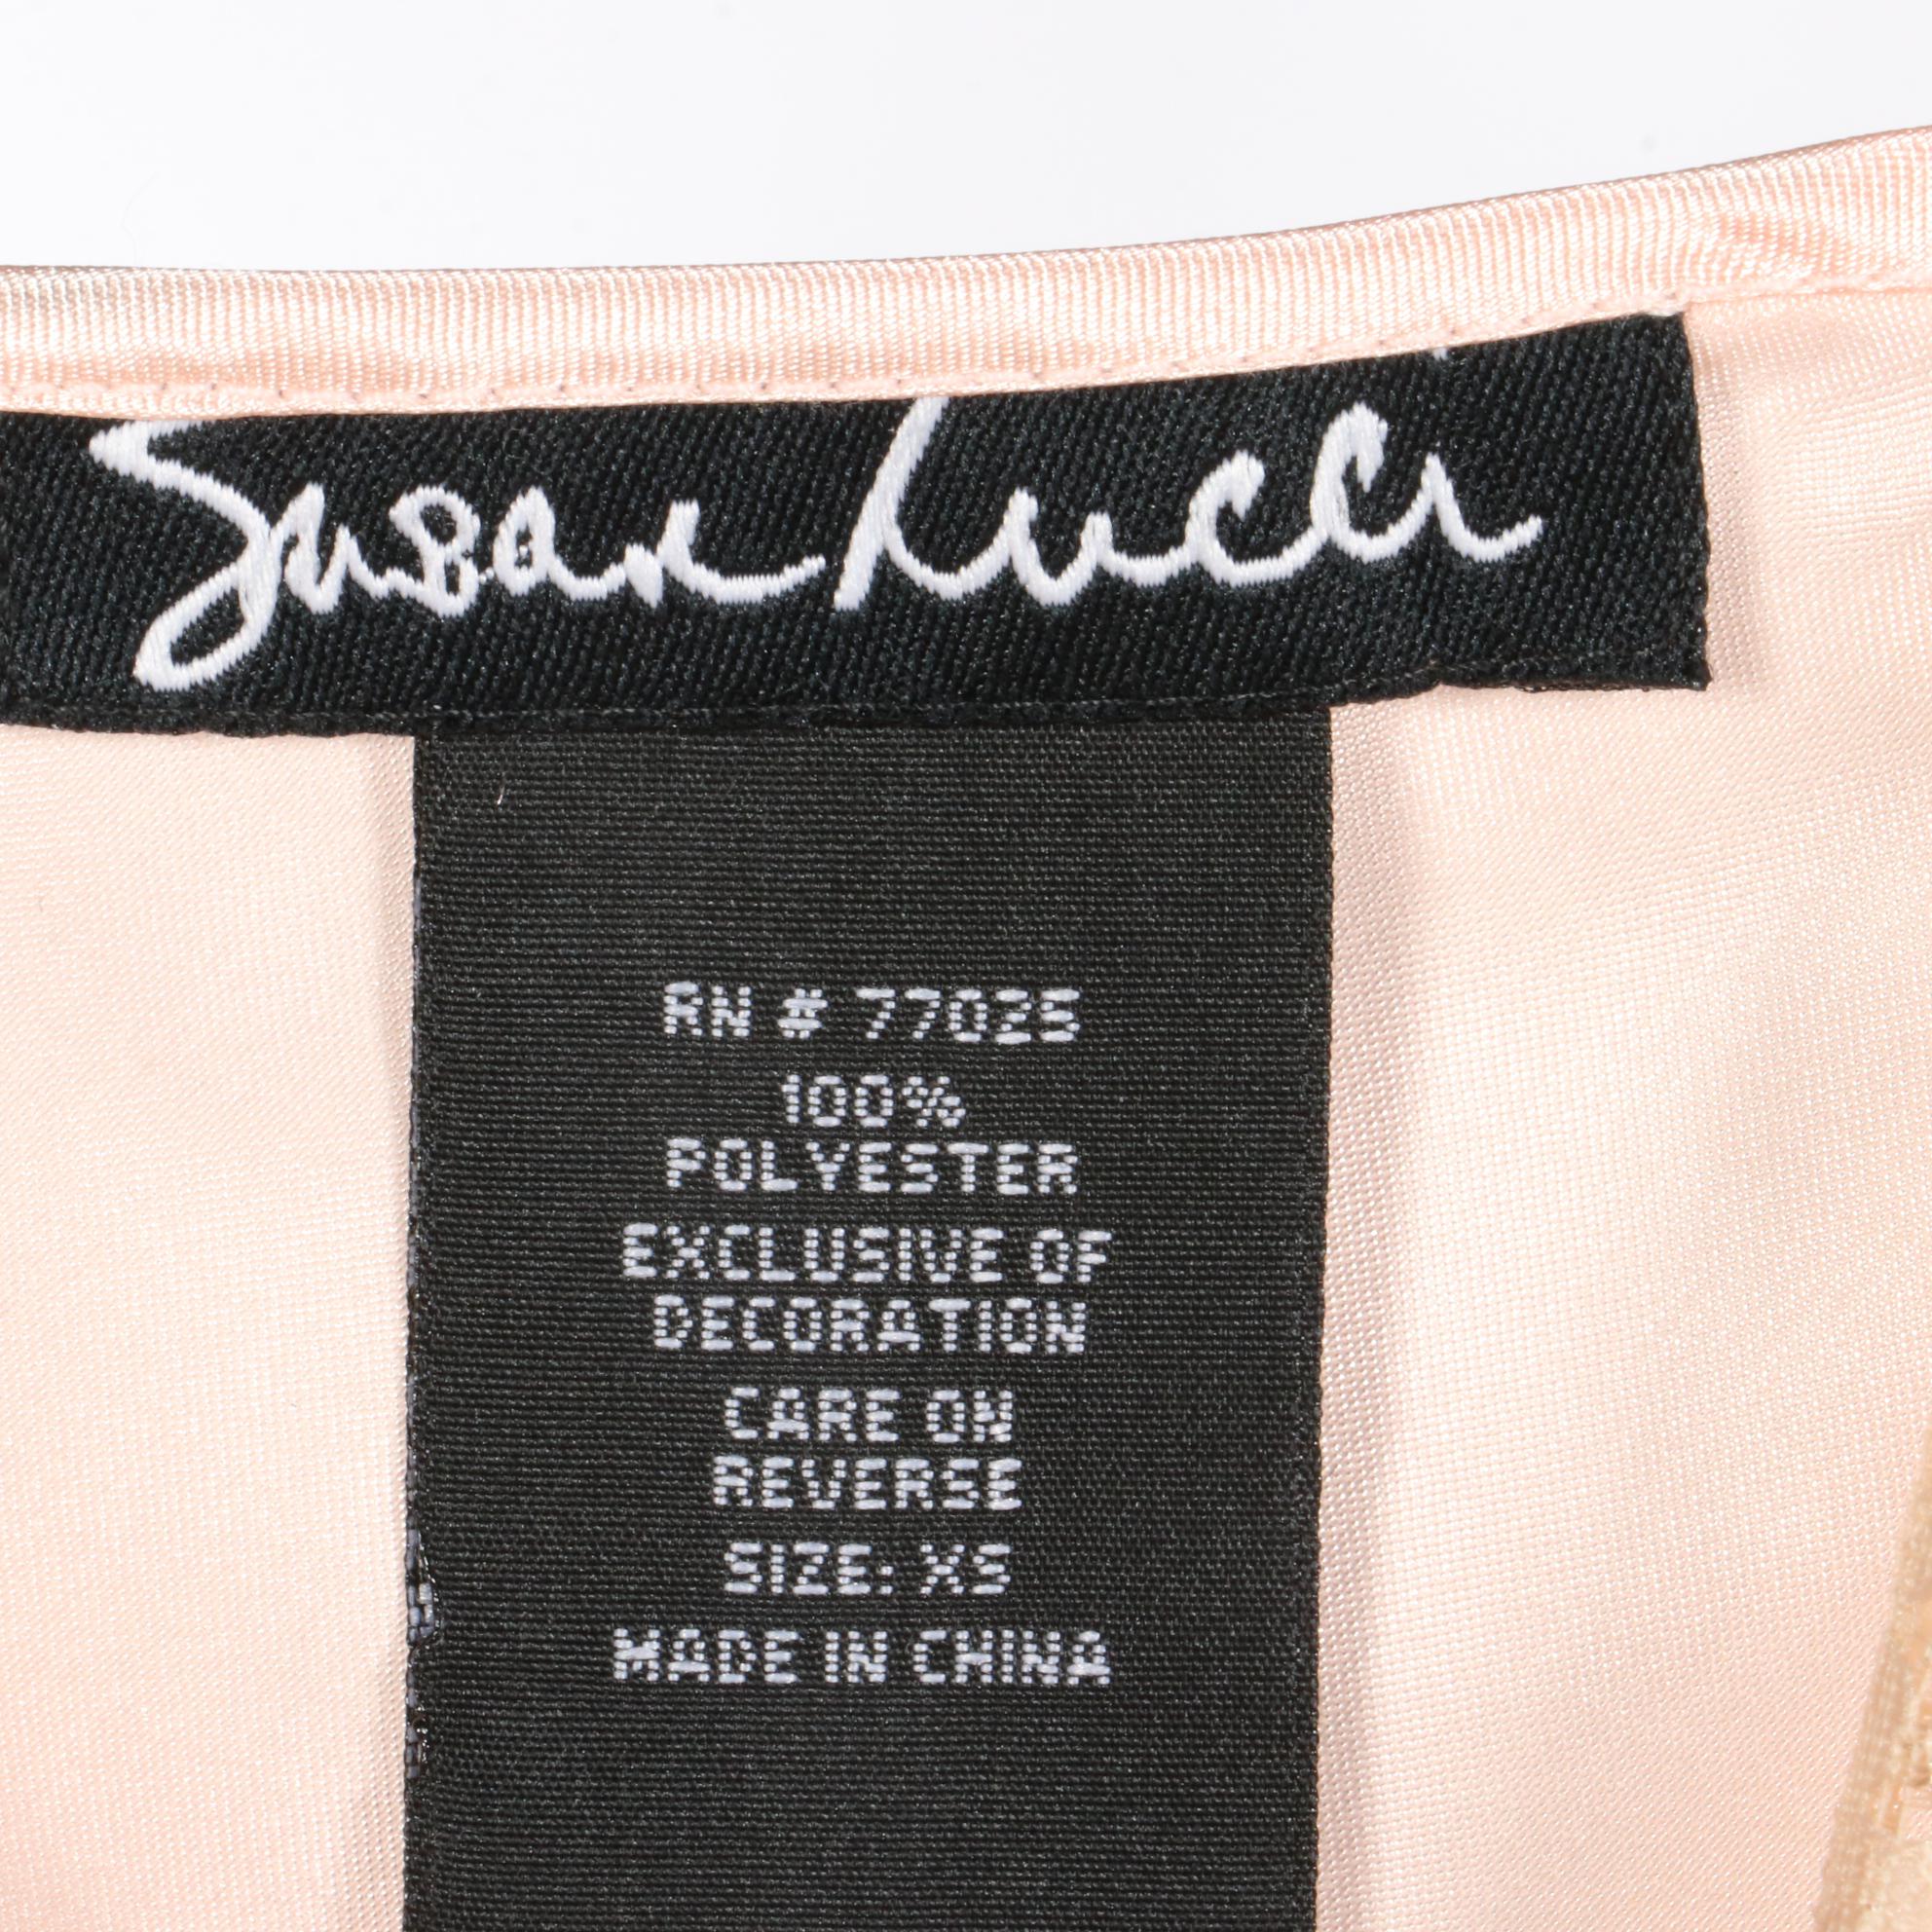 Susan Lucci
RN # 77025
100%
POLYESTER
EXCLUSIVE OF
DECORATION
CARE ON
REVERSE
SIZE: XS
MADE IN CHINA